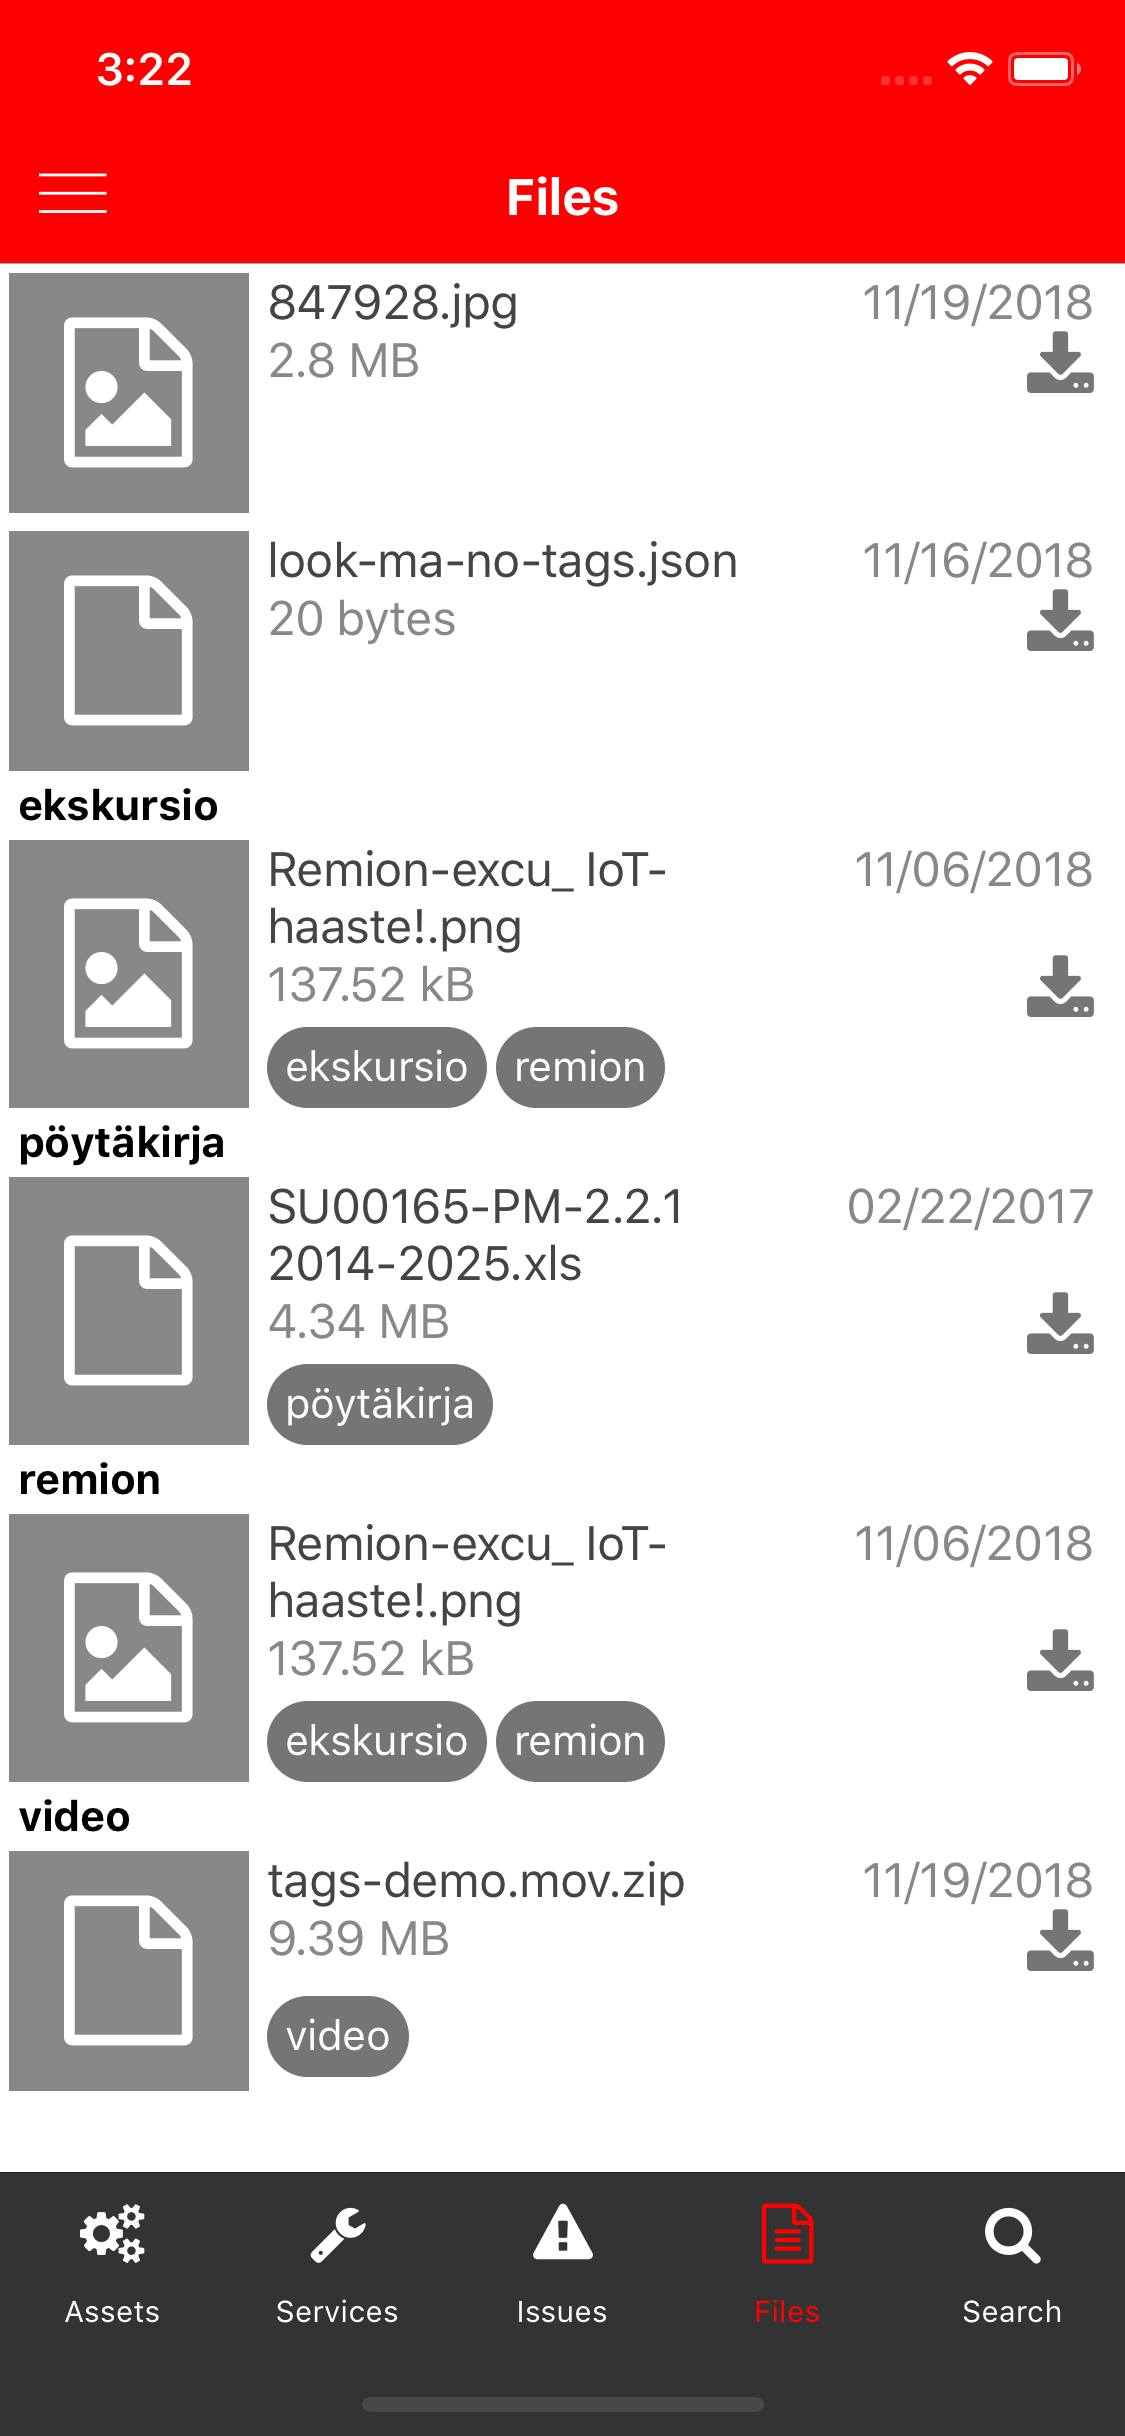 3:22
Files
847928.jpg 11/19/2018
2.8 MB
look-ma-no-tags.json 11/16/2018
20 bytes
ekskursio
Remion-excu_ IoT- 11/06/2018
haaste!.png
137.52 kB
ekskursio remion
pöytäkirja
SU00165-PM-2.2.1 02/22/2017
2014-2025.xls
4.34 MB
pöytäkirja
remion
Remion-excu_ IoT- 11/06/2018
haaste!.png
137.52 kB
ekskursio remion
video
tags-demo.mov.zip 11/19/2018
9.39 MB
video
Assets Services Issues Files Search